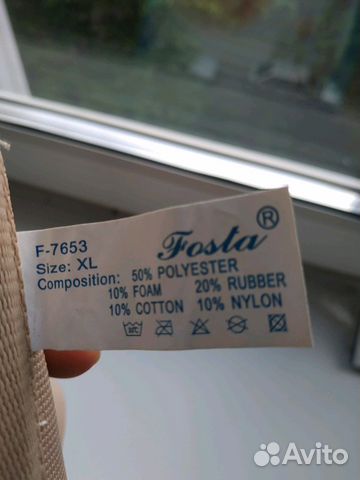 F-7653
Fosta®
Size: XL
Composition: 50% POLYESTER
10% FOAM 20% RUBBER
10% COTTON 10% NYLON
Avito